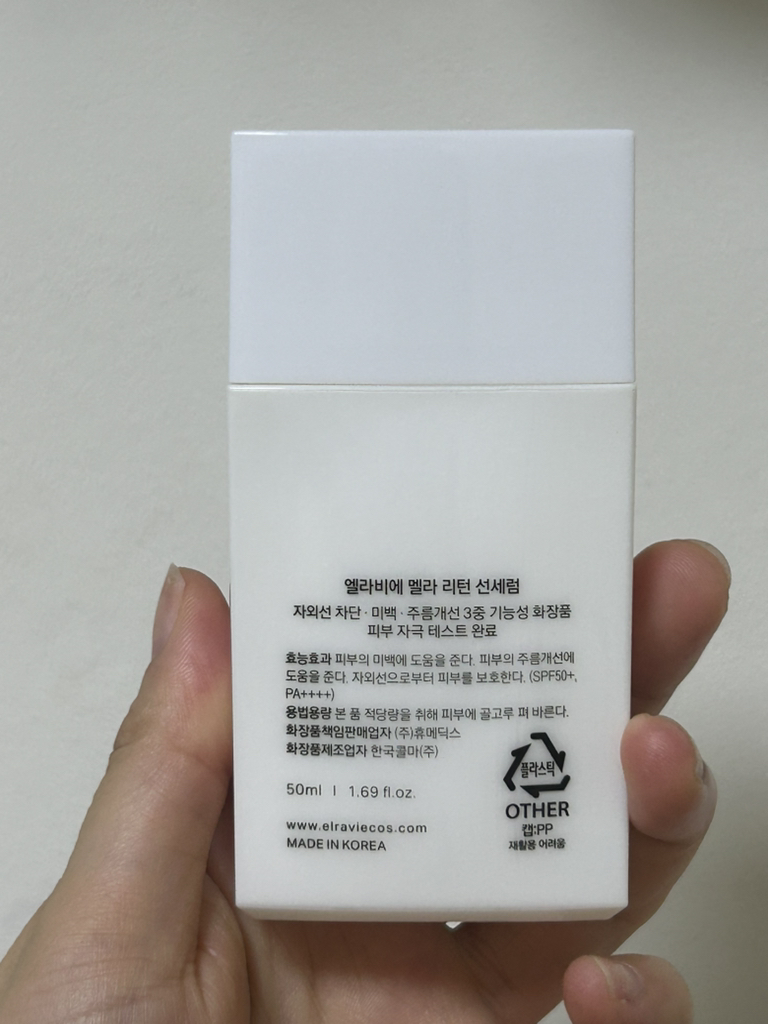 엘라비에 멜라 리턴 선세럼
자외선 차단 · 미백 · 주름개선 3중 기능성 화장품
피부 자극 테스트 완료
효능효과 피부의 미백에 도움을 준다. 피부의 주름개선에
도움을 준다. 자외선으로부터 피부를 보호한다. (SPF50+,
PA++++)
용법용량 본 품 적당량을 취해 피부에 골고루 펴 바른다.
화장품책임판매업자 (주)휴메딕스
화장품제조업자 한국콜마(주)
50ml | 1.69 fl.oz.
www.elraviecos.com
MADE IN KOREA
플라스틱
OTHER
캡:PP
재활용 어려움